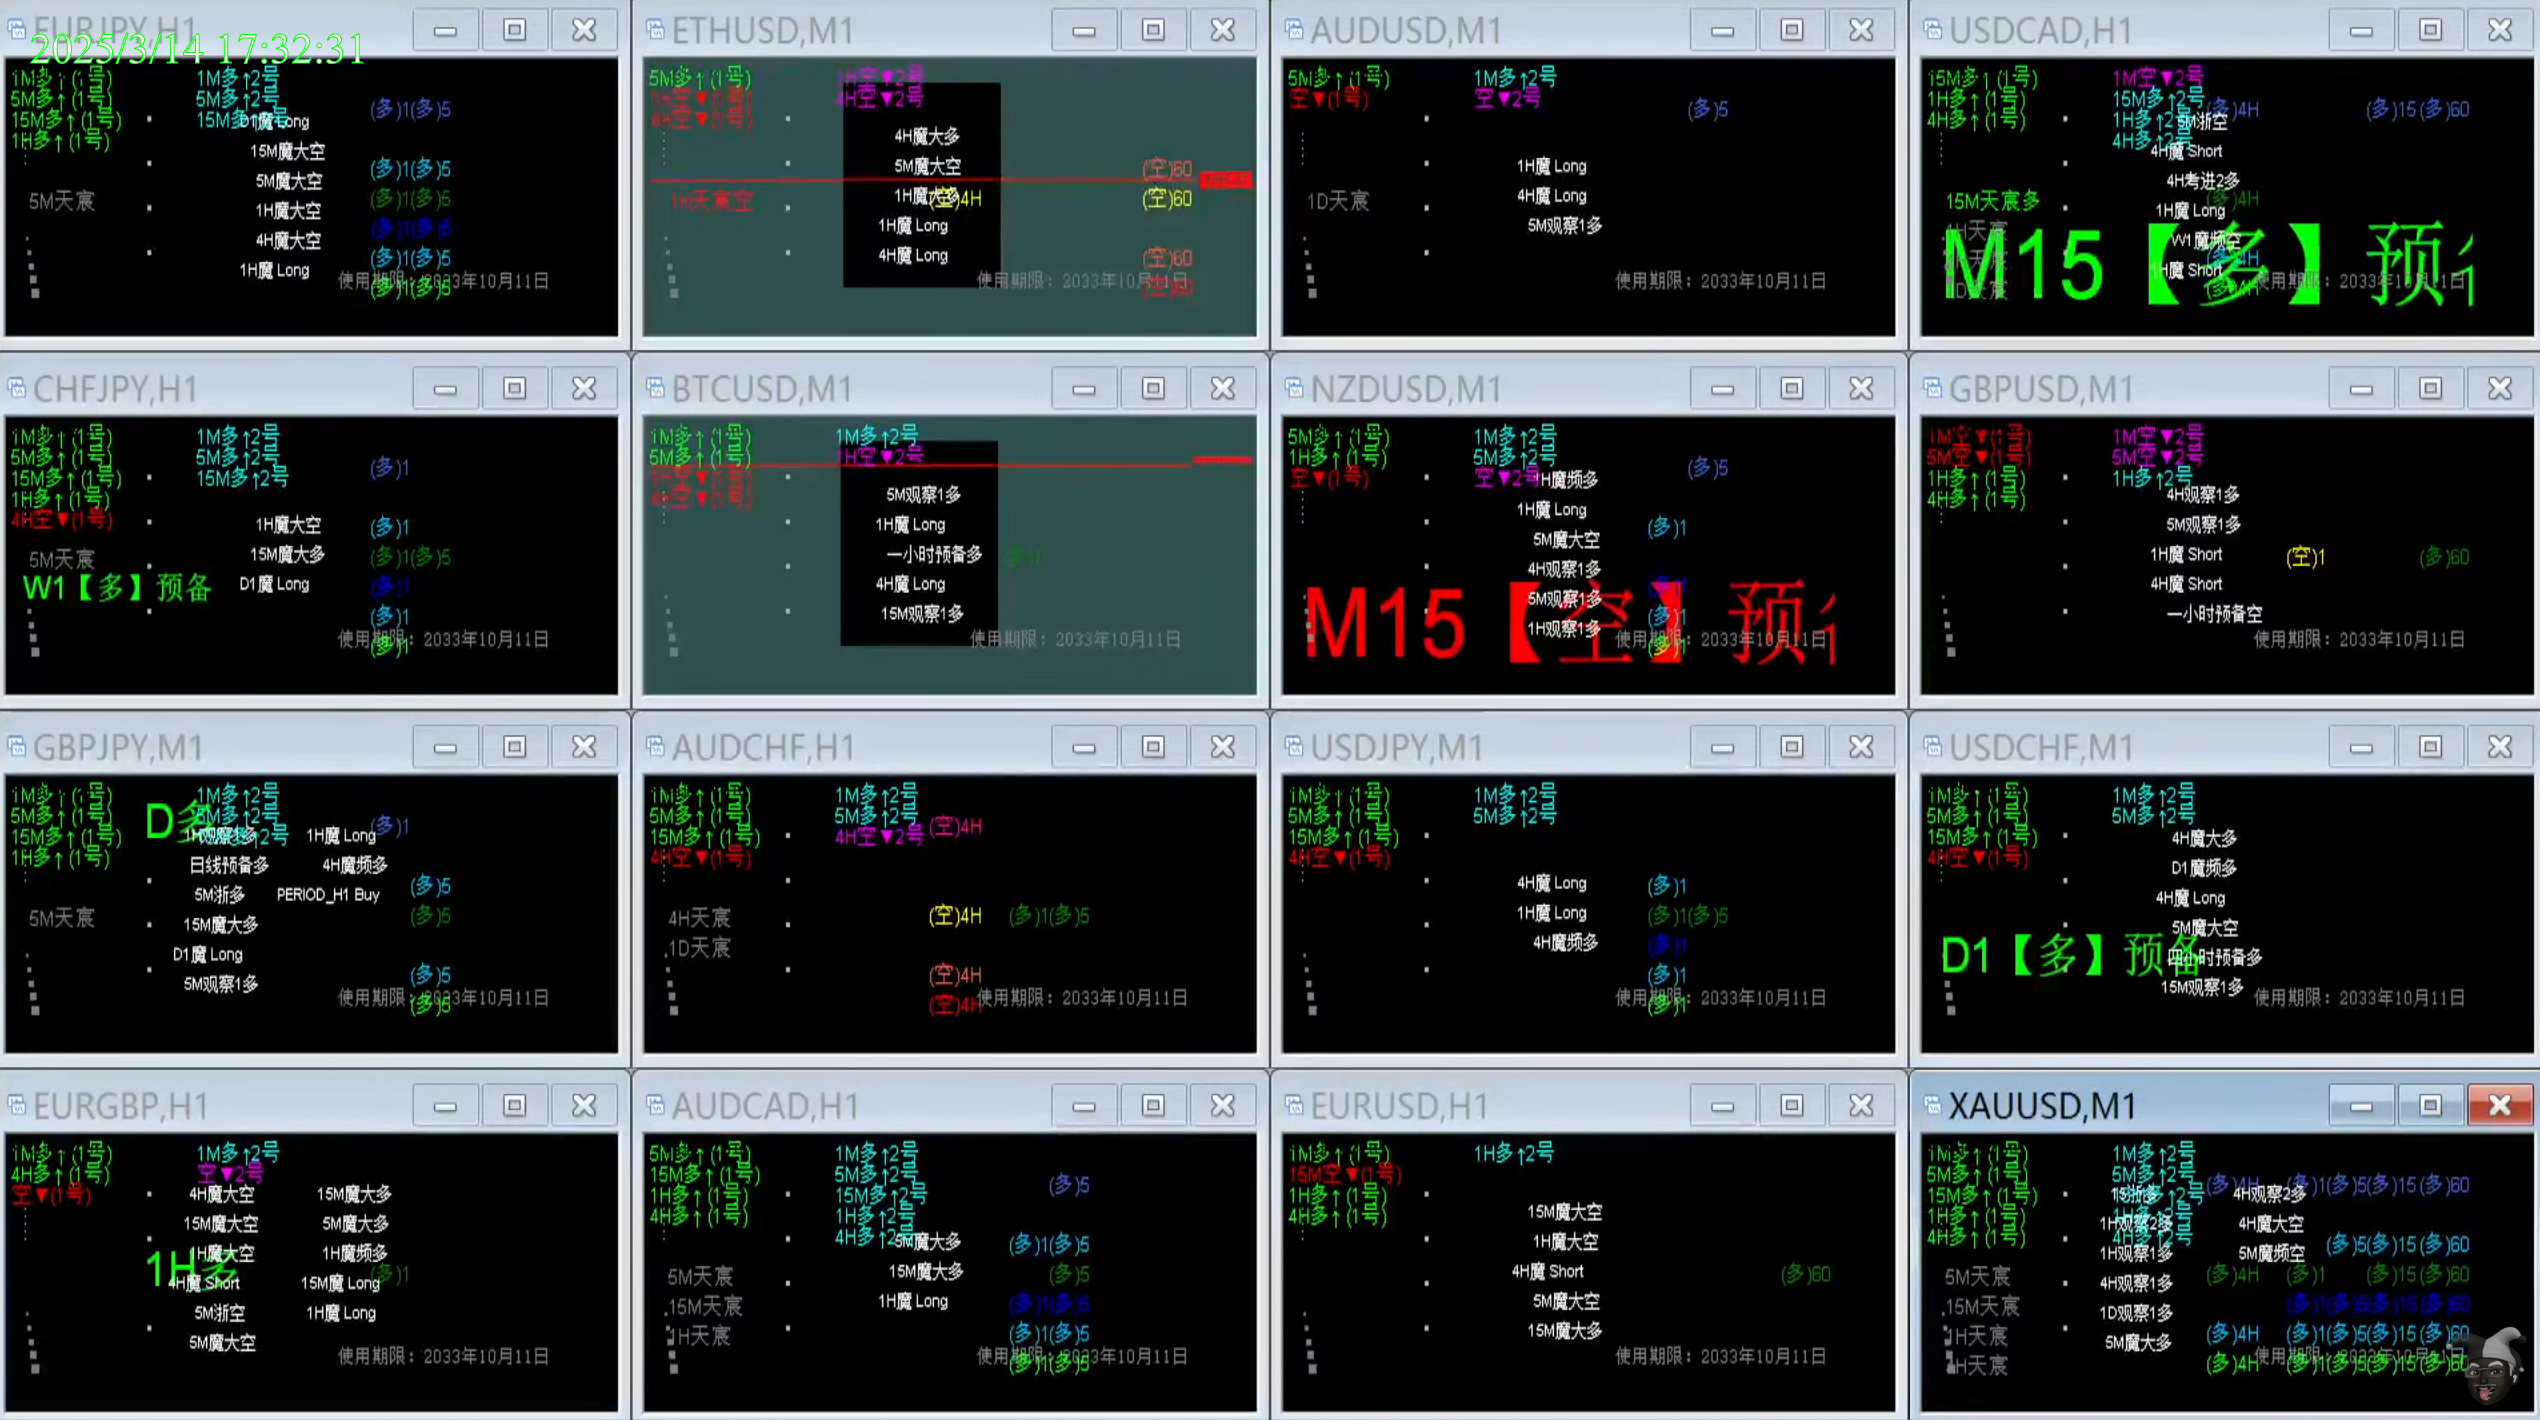 EURJPY,H1
2025/3/14 17:32:31
1M多↑(1号)
5M多↑(1号)
15M多↑(1号)
1H多↑(1号)
1M多↑2号
5M多↑2号
15M多↑2号
D1魔 Long
15M魔大空
5M魔大空
1H魔大空
4H魔大空
1H魔 Long
5M天宸
(多)1(多)5
(多)1(多)5
(多)1(多)5
(多)1(多)5
(多)1(多)5
(多)1(多)5
使用期限：2033年10月11日
ETHUSD,M1
5M多↑(1号)
1H空▼(1号)
4H空▼(1号)
1H空▼2号
4H空▼2号
4H魔大多
5M魔大空
1H魔大多
1H魔 Long
4H魔 Long
(空)4H
(空)60
(空)60
(空)60
(空)60
使用期限：2033年10月11日
AUDUSD,M1
5M多↑(1号)
空▼(1号)
1M多↑2号
空▼2号
(多)5
1H魔 Long
4H魔 Long
5M观察1多
1D天宸
使用期限：2033年10月11日
USDCAD,H1
15M多↑(1号)
1H多↑(1号)
4H多↑(1号)
1M空▼2号
15M多↑2号
1H多↑2号
4H多↑2号
(多)4H
(多)15(多)60
5M浙空
4H魔 Short
4H考进2多
1H魔 Long
W1魔频空
1H魔 Short
15M天宸多
M15【多】预
使用期限：2033年10月11日
CHFJPY,H1
1M多↑(1号)
5M多↑(1号)
15M多↑(1号)
1H多↑(1号)
4H空▼(1号)
1M多↑2号
5M多↑2号
15M多↑2号
1H魔大空
15M魔大多
D1魔 Long
5M天宸
W1【多】预备
(多)1
(多)1
(多)1(多)5
(多)1
(多)1
(多)1
使用期限：2033年10月11日
BTCUSD,M1
1M多↑(1号)
5M多↑(1号)
1H空▼(1号)
4H空▼(1号)
1M多↑2号
1H空▼2号
5M观察1多
1H魔 Long
一小时预备多
4H魔 Long
15M观察1多
(多)1
使用期限：2033年10月11日
NZDUSD,M1
5M多↑(1号)
1H多↑(1号)
空▼(1号)
1M多↑2号
5M多↑2号
空▼2号
1H魔频多
1H魔 Long
5M魔大空
4H观察1多
5M观察1多
1H观察1多
(多)5
(多)1
(多)1
(多)1
(多)1
M15【空】预
使用期限：2033年10月11日
GBPUSD,M1
1M空▼(1号)
5M空▼(1号)
1H多↑(1号)
4H多↑(1号)
1M空▼2号
5M空▼2号
1H多↑2号
4H观察1多
5M观察1多
1H魔 Short
4H魔 Short
一小时预备空
(空)1
(多)60
使用期限：2033年10月11日
GBPJPY,M1
1M多↑(1号)
5M多↑(1号)
15M多↑(1号)
1H多↑(1号)
D多
1M多↑2号
5M多↑2号
1H观察1多
日线预备多
5M浙多
15M魔大多
D1魔 Long
5M观察1多
1H魔 Long
4H魔频多
PERIOD_H1 Buy
5M天宸
(多)1
(多)5
(多)5
(多)5
(多)5
使用期限：2033年10月11日
AUDCHF,H1
1M多↑(1号)
5M多↑(1号)
15M多↑(1号)
4H空▼(1号)
1M多↑2号
5M多↑2号
4H空▼2号
(空)4H
4H天宸
1D天宸
(空)4H
(多)1(多)5
(空)4H
(空)4H
使用期限：2033年10月11日
USDJPY,M1
1M多↑(1号)
5M多↑(1号)
15M多↑(1号)
4H空▼(1号)
1M多↑2号
5M多↑2号
4H魔 Long
1H魔 Long
4H魔频多
(多)1
(多)1(多)5
(多)1
(多)1
(多)1
使用期限：2033年10月11日
USDCHF,M1
1M多↑(1号)
5M多↑(1号)
15M多↑(1号)
4H空▼(1号)
1M多↑2号
5M多↑2号
4H魔大多
D1魔频多
4H魔 Long
5M魔大空
四小时预备多
15M观察1多
D1【多】预备
使用期限：2033年10月11日
EURGBP,H1
1M多↑(1号)
4H多↑(1号)
空▼(1号)
1M多↑2号
空▼2号
4H魔大空
15M魔大空
1H魔大空
4H魔 Short
5M浙空
5M魔大空
15M魔大多
5M魔大多
1H魔频多
15M魔 Long
1H魔 Long
1H多
(多)1
使用期限：2033年10月11日
AUDCAD,H1
5M多↑(1号)
15M多↑(1号)
1H多↑(1号)
4H多↑(1号)
1M多↑2号
5M多↑2号
15M多↑2号
1H多↑2号
4H多↑2号
5M魔大多
15M魔大多
1H魔 Long
5M天宸
15M天宸
1H天宸
(多)5
(多)1(多)5
(多)5
(多)1(多)5
(多)1(多)5
(多)1(多)5
使用期限：2033年10月11日
EURUSD,H1
1M多↑(1号)
15M空▼(1号)
1H多↑(1号)
4H多↑(1号)
1H多↑2号
15M魔大空
1H魔大空
4H魔 Short
5M魔大空
15M魔大多
(多)60
使用期限：2033年10月11日
XAUUSD,M1
1M多↑(1号)
5M多↑(1号)
15M多↑(1号)
1H多↑(1号)
4H多↑(1号)
1M多↑2号
5M多↑2号
1H观察2多
1H观察1多
4H观察1多
1D观察1多
5M魔大多
4H观察2多
4H魔大空
5M魔频空
5M天宸
15M天宸
1H天宸
4H天宸
(多)4H (多)1(多)5(多)15(多)60
(多)5(多)15(多)60
(多)4H (多)1 (多)15(多)60
(多)1(多)5(多)15(多)60
(多)4H (多)1(多)5(多)15(多)60
(多)4H (多)1(多)5(多)15(多)60